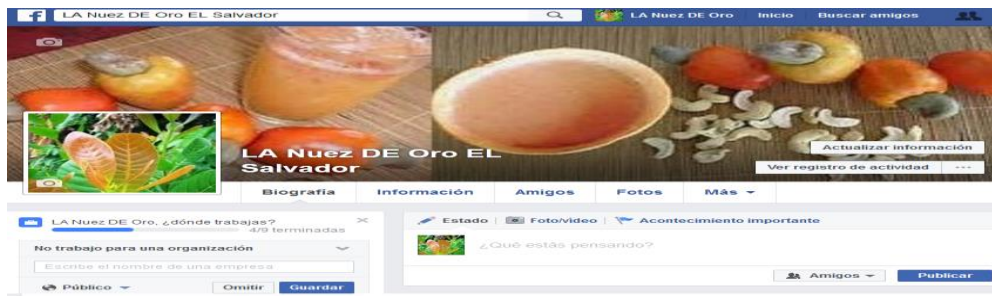 LA Nuez DE Oro EL Salvador
LA Nuez DE Oro Inicio Buscar amigos
LA Nuez DE Oro EL
Salvador
Actualizar información
Ver registro de actividad ...
Biografía Información Amigos Fotos Más
LA Nuez DE Oro, ¿dónde trabajas?
4/9 terminadas
No trabajo para una organización
Escribe el nombre de una empresa
Público Omitir Guardar
Estado Foto/video Acontecimiento importante
¿Qué estás pensando?
Amigos Publicar